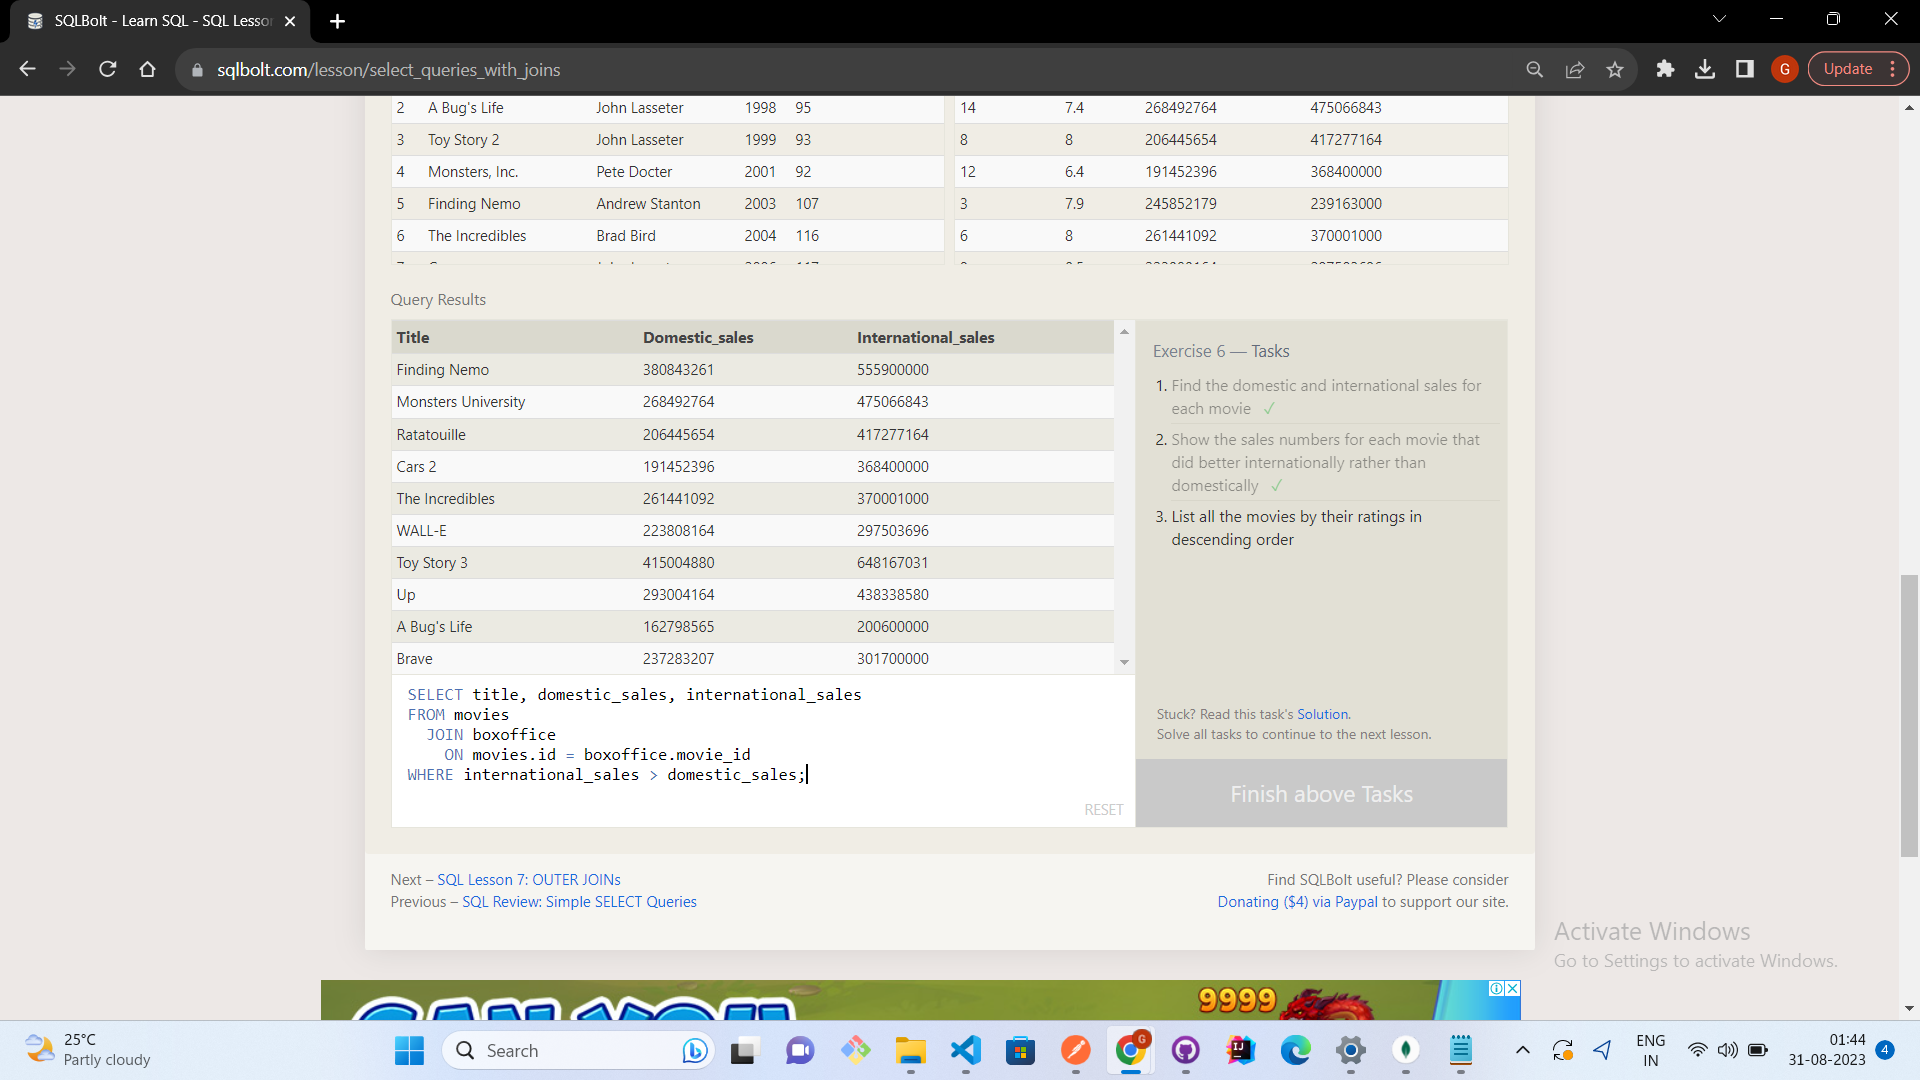 SQLBolt - Learn SQL - SQL Lesson
sqlbolt.com/lesson/select_queries_with_joins
G
Update
2 A Bug's Life John Lasseter 1998 95 14 7.4 268492764 475066843
3 Toy Story 2 John Lasseter 1999 93 8 8 206445654 417277164
4 Monsters, Inc. Pete Docter 2001 92 12 6.4 191452396 368400000
5 Finding Nemo Andrew Stanton 2003 107 3 7.9 245852179 239163000
6 The Incredibles Brad Bird 2004 116 6 8 261441092 370001000
Query Results
Title Domestic_sales International_sales
Finding Nemo 380843261 555900000
Monsters University 268492764 475066843
Ratatouille 206445654 417277164
Cars 2 191452396 368400000
The Incredibles 261441092 370001000
WALL-E 223808164 297503696
Toy Story 3 415004880 648167031
Up 293004164 438338580
A Bug's Life 162798565 200600000
Brave 237283207 301700000
Exercise 6 — Tasks
1. Find the domestic and international sales for
each movie ✓
2. Show the sales numbers for each movie that
did better internationally rather than
domestically ✓
3. List all the movies by their ratings in
descending order
Stuck? Read this task's Solution.
Solve all tasks to continue to the next lesson.
Finish above Tasks
SELECT title, domestic_sales, international_sales
FROM movies
JOIN boxoffice
ON movies.id = boxoffice.movie_id
WHERE international_sales > domestic_sales;
RESET
Next – SQL Lesson 7: OUTER JOINs
Previous – SQL Review: Simple SELECT Queries
Find SQLBolt useful? Please consider
Donating ($4) via Paypal to support our site.
Activate Windows
Go to Settings to activate Windows.
9999
25°C
Partly cloudy
Search
G
IJ
ENG
IN
01:44
31-08-2023
4